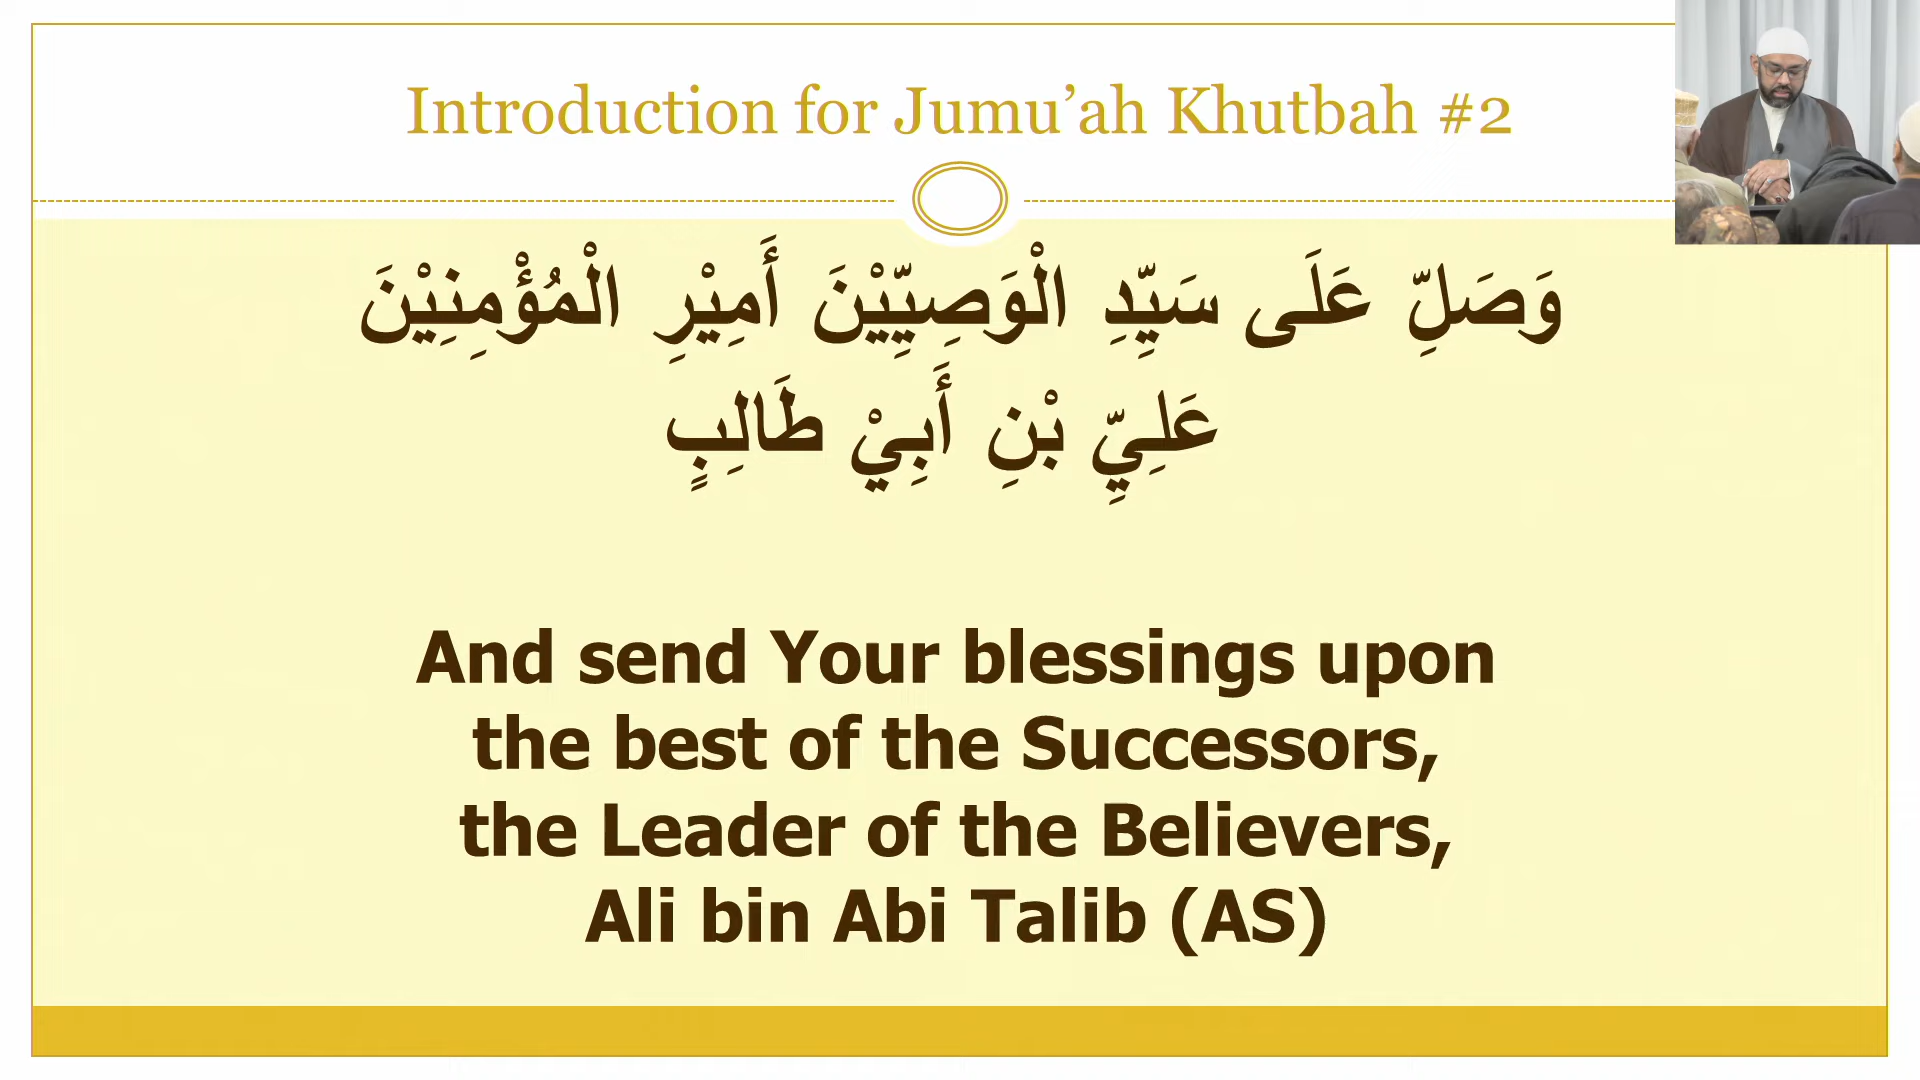 Introduction for Jumu’ah Khutbah #2
وَصَلِّ عَلَى سَيِّدِ الْوَصِيِّيْنَ أَمِيْرِ الْمُؤْمِنِيْنَ
عَلِيِّ بْنِ أَبِيْ طَالِبٍ
And send Your blessings upon
the best of the Successors,
the Leader of the Believers,
Ali bin Abi Talib (AS)